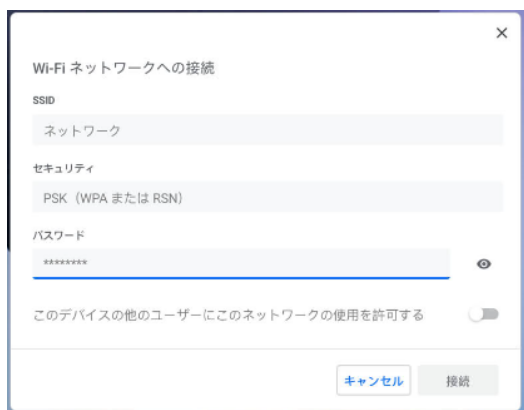 Wi-Fi ネットワークへの接続
SSID
ネットワーク
セキュリティ
PSK（WPA または RSN）
パスワード
********
このデバイスの他のユーザーにこのネットワークの使用を許可する
キャンセル 接続